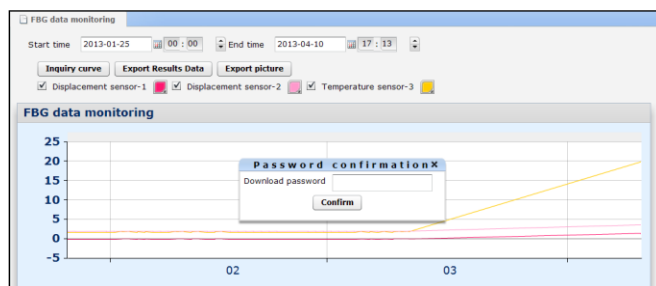 FBG data monitoring
Start time 2013-01-25 00 : 00 End time 2013-04-10 17 : 13
Inquiry curve Export Results Data Export picture
Displacement sensor-1 Displacement sensor-2 Temperature sensor-3
FBG data monitoring
25
20
Password confirmation X
15
Download password
10
Confirm
5
0
-5
02 03